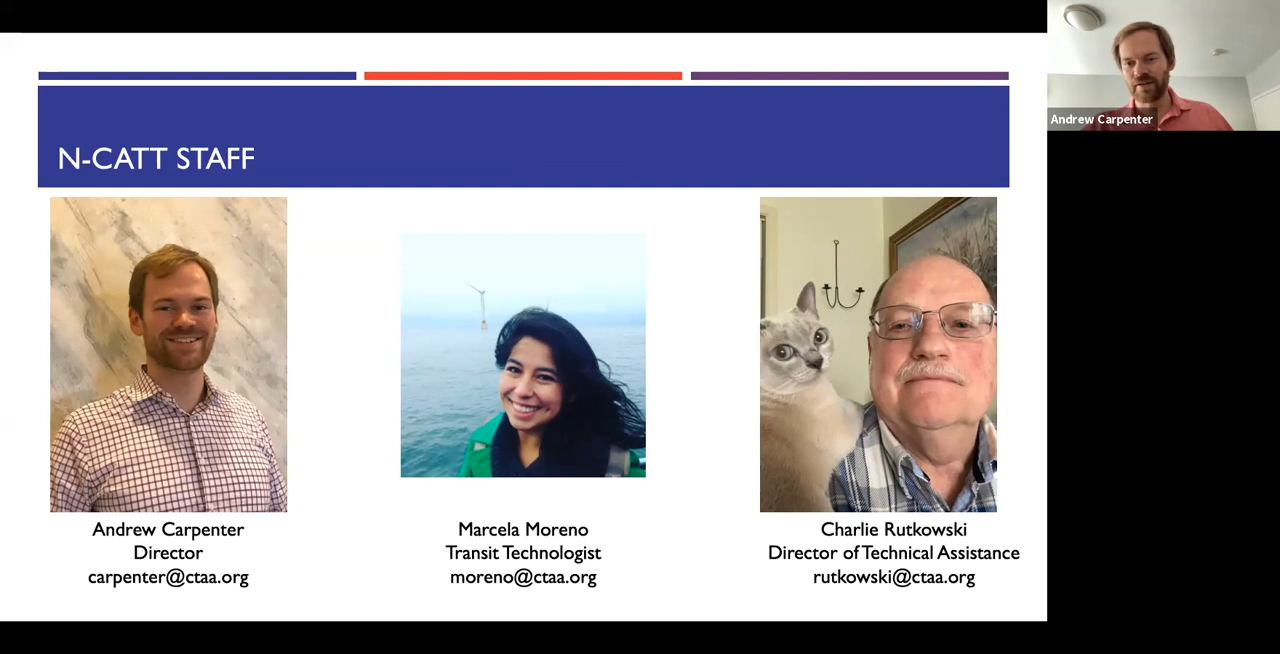 N-CATT STAFF
Andrew Carpenter
Andrew Carpenter
Director
carpenter@ctaa.org
Marcela Moreno
Transit Technologist
moreno@ctaa.org
Charlie Rutkowski
Director of Technical Assistance
rutkowski@ctaa.org